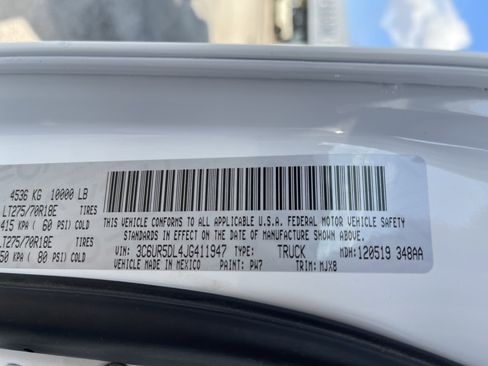 4536 KG 10000 LB
LT275/70R18E TIRES
415 KPA ( 60 PSI) COLD
LT275/70R18E TIRES
50 KPA ( 80 PSI) COLD
THIS VEHICLE CONFORMS TO ALL APPLICABLE U.S.A. FEDERAL MOTOR VEHICLE SAFETY
STANDARDS IN EFFECT ON THE DATE OF MANUFACTURE SHOWN ABOVE
VIN: 3C6UR5DL4JG411947 TYPE: TRUCK MDH: 120519 348AA
VEHICLE MADE IN MEXICO PAINT: PW7 TRIM: MJX8